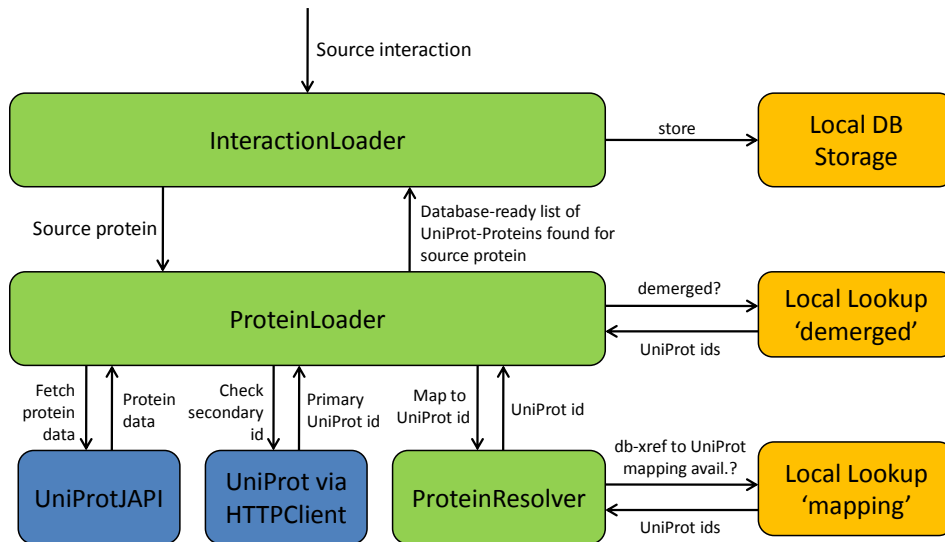 Source interaction
InteractionLoader
store
Local DB
Storage
Source protein
Database-ready list of
UniProt-Proteins found for
source protein
ProteinLoader
demerged?
UniProt ids
Local Lookup
‘demerged’
Fetch
protein
data
Protein
data
Check
secondary
id
Primary
UniProt id
Map to
UniProt id
UniProt id
UniProtJAPI
UniProt via
HTTPClient
ProteinResolver
db-xref to UniProt
mapping avail.?
UniProt ids
Local Lookup
‘mapping’